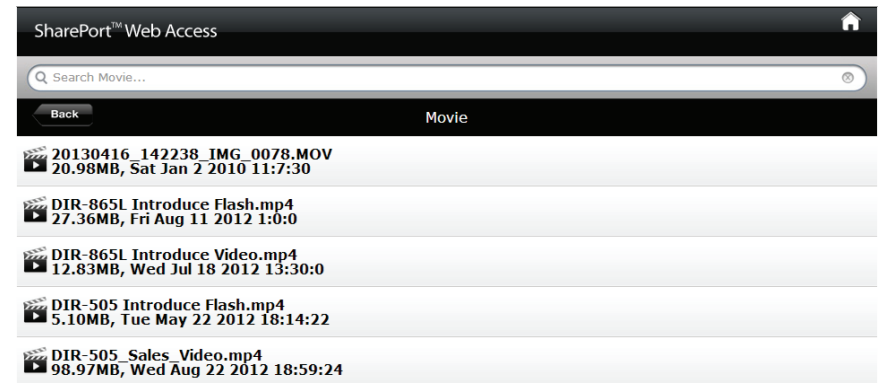 SharePort™ Web Access
Search Movie...
Back
Movie
20130416_142238_IMG_0078.MOV
20.98MB, Sat Jan 2 2010 11:7:30
DIR-865L Introduce Flash.mp4
27.36MB, Fri Aug 11 2012 1:0:0
DIR-865L Introduce Video.mp4
12.83MB, Wed Jul 18 2012 13:30:0
DIR-505 Introduce Flash.mp4
5.10MB, Tue May 22 2012 18:14:22
DIR-505_Sales_Video.mp4
98.97MB, Wed Aug 22 2012 18:59:24